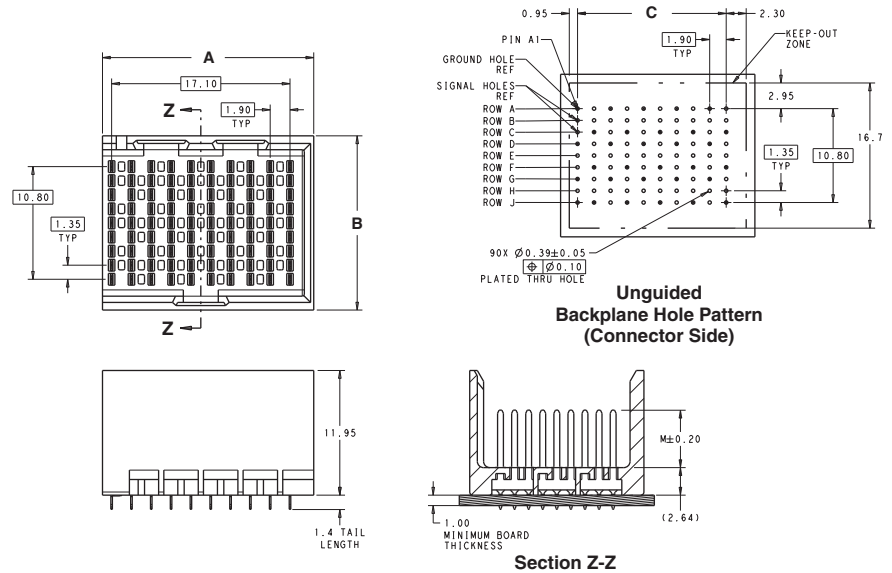 A
17.10
Z
1.90
TYP
10.80
1.35
TYP
B
Z
0.95
C
2.30
PIN A1
1.90
TYP
KEEP-OUT
ZONE
GROUND HOLE
REF
SIGNAL HOLES
REF
2.95
ROW A
ROW B
ROW C
ROW D
ROW E
ROW F
ROW G
ROW H
ROW J
1.35
TYP
10.80
16.7
90X Ø0.39±0.05
⌖ Ø0.10
PLATED THRU HOLE
Unguided
Backplane Hole Pattern
(Connector Side)
11.95
1.4 TAIL
LENGTH
M±0.20
(2.64)
1.00
MINIMUM BOARD
THICKNESS
Section Z-Z